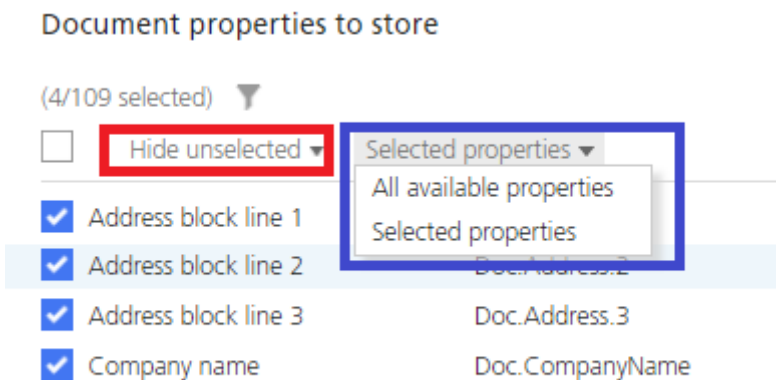 Document properties to store
(4/109 selected)
Hide unselected Selected properties
All available properties
Selected properties
Address block line 1
Address block line 2 Doc.Address.2
Address block line 3 Doc.Address.3
Company name Doc.CompanyName